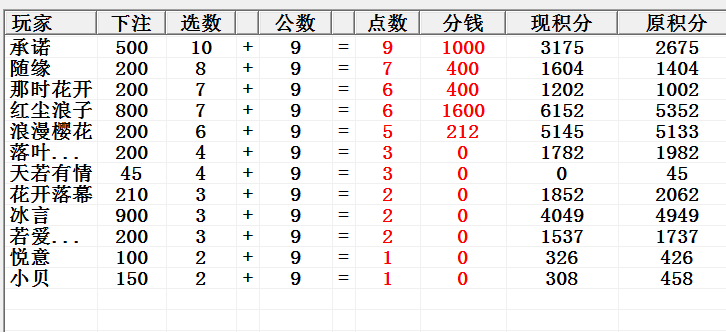 玩家 下注 选数 公数 点数 分钱 现积分 原积分
承诺 500 10 + 9 = 9 1000 3175 2675
随缘 200 8 + 9 = 7 400 1604 1404
那时花开 200 7 + 9 = 6 400 1202 1002
红尘浪子 800 7 + 9 = 6 1600 6152 5352
浪漫樱花 200 6 + 9 = 5 212 5145 5133
落叶... 200 4 + 9 = 3 0 1782 1982
天若有情 45 4 + 9 = 3 0 0 45
花开落幕 210 3 + 9 = 2 0 1852 2062
冰言 900 3 + 9 = 2 0 4049 4949
若爱... 200 3 + 9 = 2 0 1537 1737
悦意 100 2 + 9 = 1 0 326 426
小贝 150 2 + 9 = 1 0 308 458